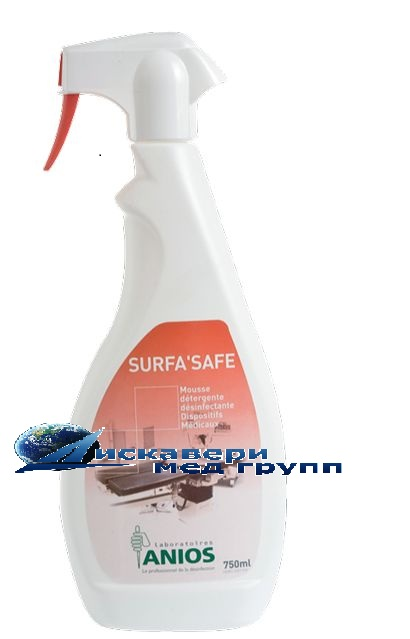 SURFA'SAFE
Mousse
détergente
désinfectante
Dispositifs
Médicaux
Дискавери
мед групп
laboratoires
ANIOS
Le professionnel de la désinfection
750ml